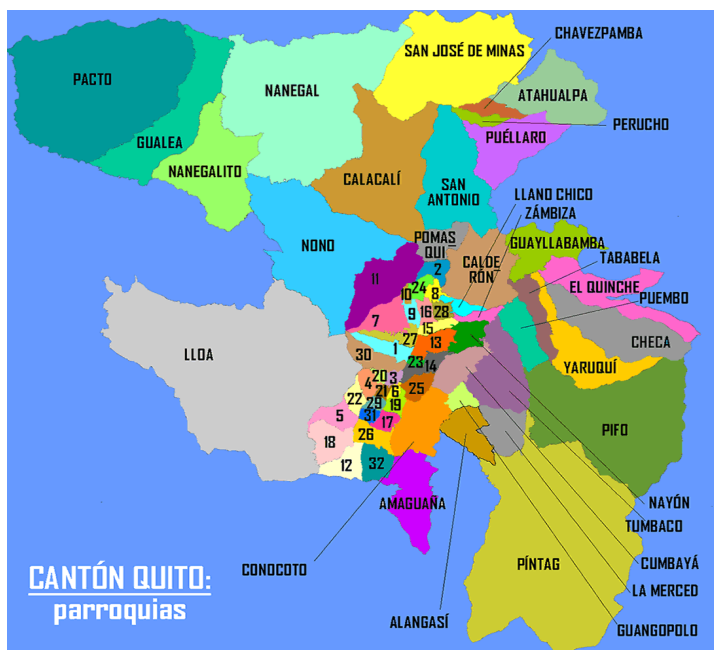 CHAVEZPAMBA
SAN JOSÉ DE MINAS
PACTO
NANEGAL
ATAHUALPA
PERUCHO
GUALEA
PUÉLLARO
NANEGALITO
CALACALÍ
SAN
ANTONIO
LLANO CHICO
ZÁMBIZA
NONO
POMAS
QUI
GUAYLLABAMBA
CALDE
RÓN
TABABELA
EL QUINCHE
PUEMBO
11
2
24
10
8
9
16
28
7
15
27
13
CHECA
LLOA
30
1
23
14
YARUQUÍ
20
3
4
21
6
25
22
29
19
5
31
17
PIFO
18
26
12
32
AMAGUAÑA
NAYÓN
TUMBACO
PÍNTAG
CUMBAYÁ
CONOCOTO
LA MERCED
CANTÓN QUITO:
parroquias
ALANGASÍ
GUANGOPOLO